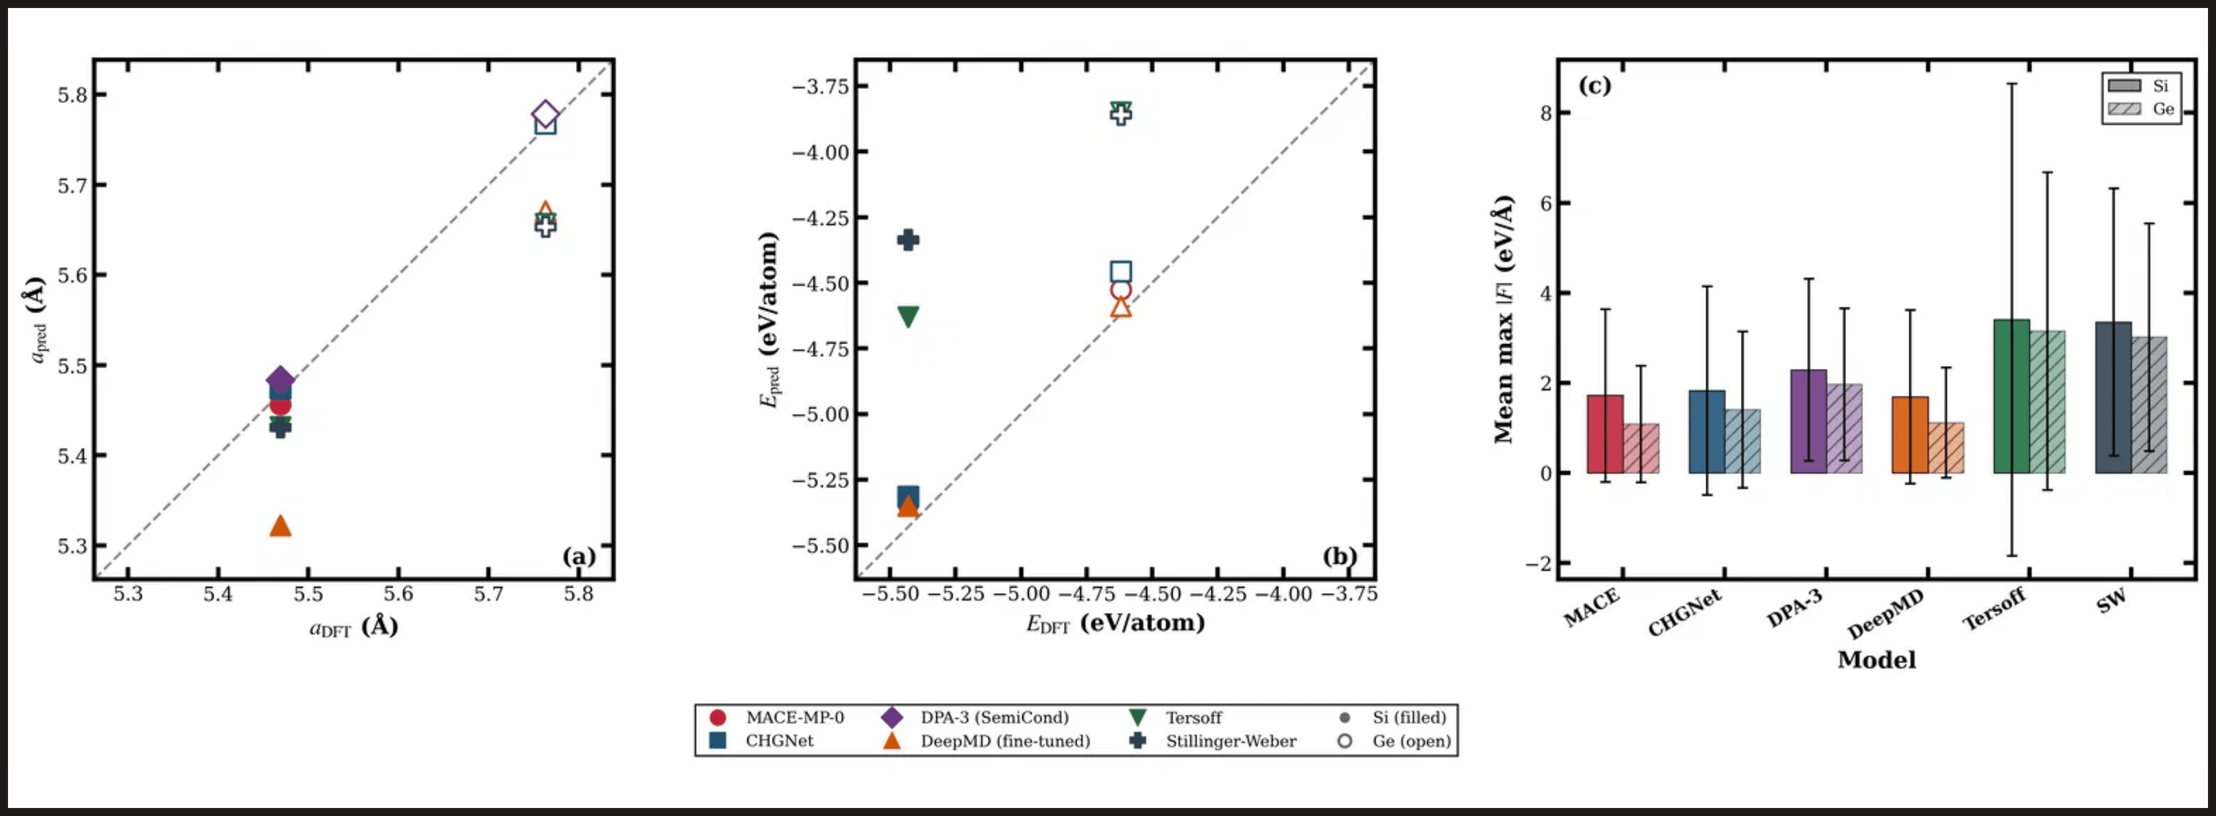 5.8
5.7
5.6
5.5
5.4
5.3
a_pred (Å)
(a)
5.3 5.4 5.5 5.6 5.7 5.8
a_DFT (Å)
−3.75
−4.00
−4.25
−4.50
−4.75
−5.00
−5.25
−5.50
E_pred (eV/atom)
(b)
−5.50 −5.25 −5.00 −4.75 −4.50 −4.25 −4.00 −3.75
E_DFT (eV/atom)
(c)
Si
Ge
8
6
4
2
0
−2
Mean max |F| (eV/Å)
MACE CHGNet DPA-3 DeepMD Tersoff SW
Model
MACE-MP-0 DPA-3 (SemiCond) Tersoff Si (filled)
CHGNet DeepMD (fine-tuned) Stillinger-Weber Ge (open)